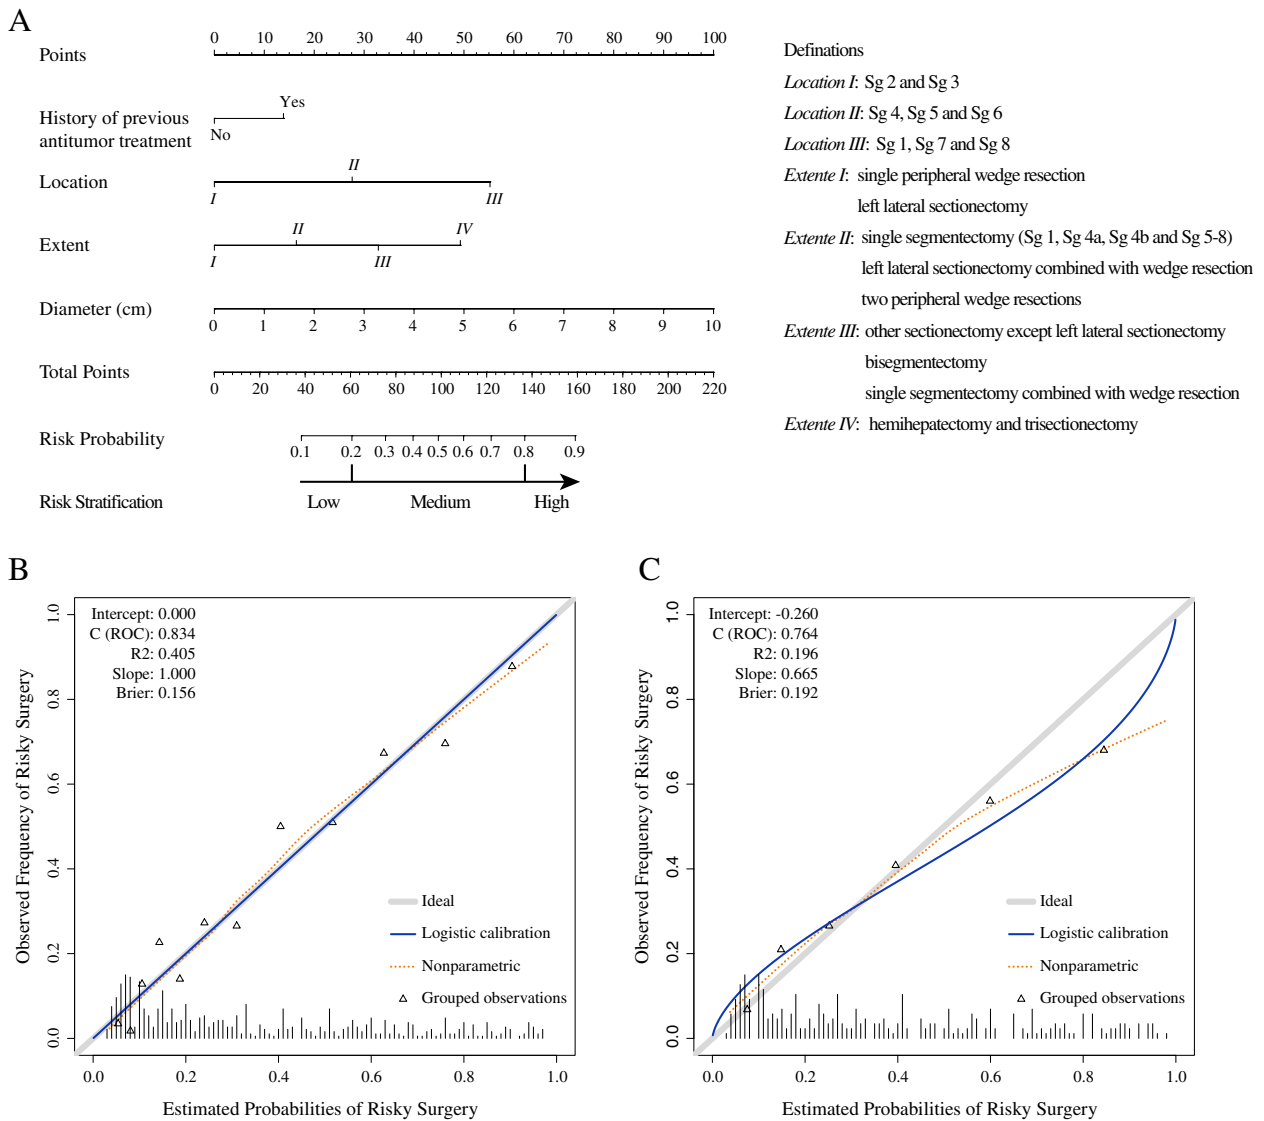 A
Points
0 10 20 30 40 50 60 70 80 90 100
History of previous
antitumor treatment
Yes
No
Location
II
I III
Extent
II IV
I III
Diameter (cm)
0 1 2 3 4 5 6 7 8 9 10
Total Points
0 20 40 60 80 100 120 140 160 180 200 220
Risk Probability
0.1 0.2 0.3 0.4 0.5 0.6 0.7 0.8 0.9
Risk Stratification
Low Medium High
Definations
Location I: Sg 2 and Sg 3
Location II: Sg 4, Sg 5 and Sg 6
Location III: Sg 1, Sg 7 and Sg 8
Extente I: single peripheral wedge resection
left lateral sectionectomy
Extente II: single segmentectomy (Sg 1, Sg 4a, Sg 4b and Sg 5-8)
left lateral sectionectomy combined with wedge resection
two peripheral wedge resections
Extente III: other sectionectomy except left lateral sectionectomy
bisegmentectomy
single segmentectomy combined with wedge resection
Extente IV: hemihepatectomy and trisectionectomy
B
Intercept: 0.000
C (ROC): 0.834
R2: 0.405
Slope: 1.000
Brier: 0.156
Observed Frequency of Risky Surgery
1.0
0.8
0.6
0.4
0.2
0.0
Ideal
Logistic calibration
Nonparametric
Grouped observations
0.0 0.2 0.4 0.6 0.8 1.0
Estimated Probabilities of Risky Surgery
C
Intercept: -0.260
C (ROC): 0.764
R2: 0.196
Slope: 0.665
Brier: 0.192
Observed Frequency of Risky Surgery
1.0
0.8
0.6
0.4
0.2
0.0
Ideal
Logistic calibration
Nonparametric
Grouped observations
0.0 0.2 0.4 0.6 0.8 1.0
Estimated Probabilities of Risky Surgery